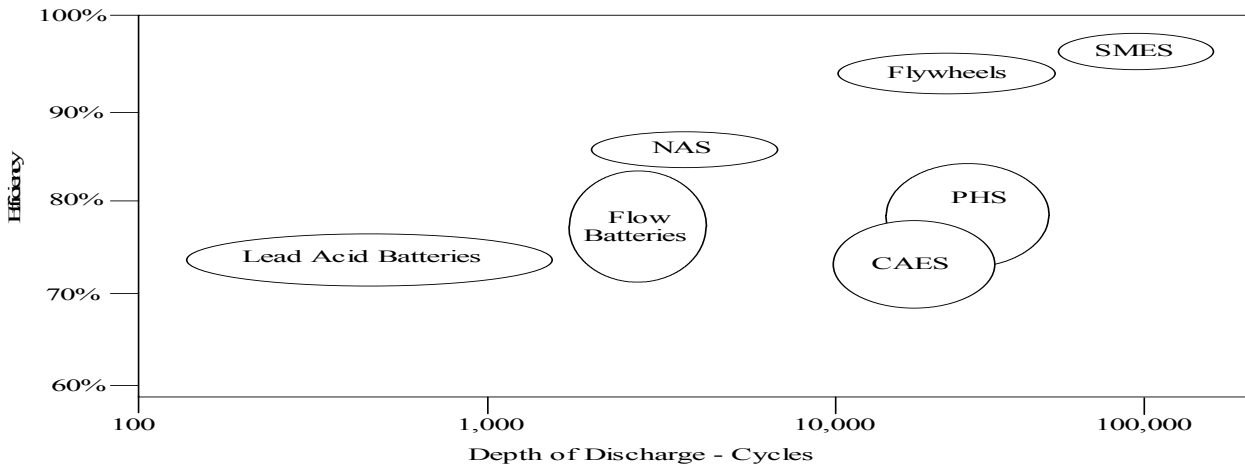 100%
SMES
Flywheels
90%
NAS
Efficiency
80%
PHS
Flow
Batteries
Lead Acid Batteries
CAES
70%
60%
100
1,000
10,000
100,000
Depth of Discharge - Cycles